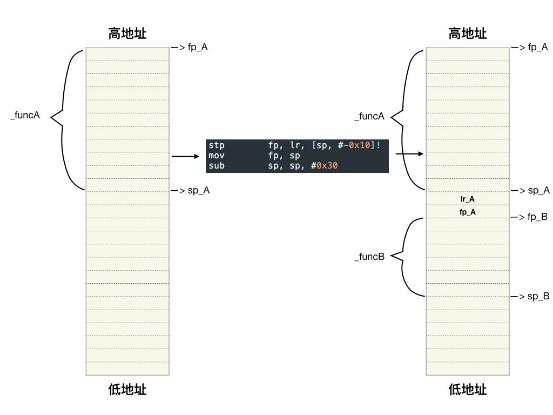 高地址
—> fp_A
_funcA
—> sp_A
低地址
stp fp, lr, [sp, #-0x10]!
mov fp, sp
sub sp, sp, #0x30
高地址
—> fp_A
_funcA
—> sp_A
lr_A
fp_A
—> fp_B
_funcB
—> sp_B
低地址